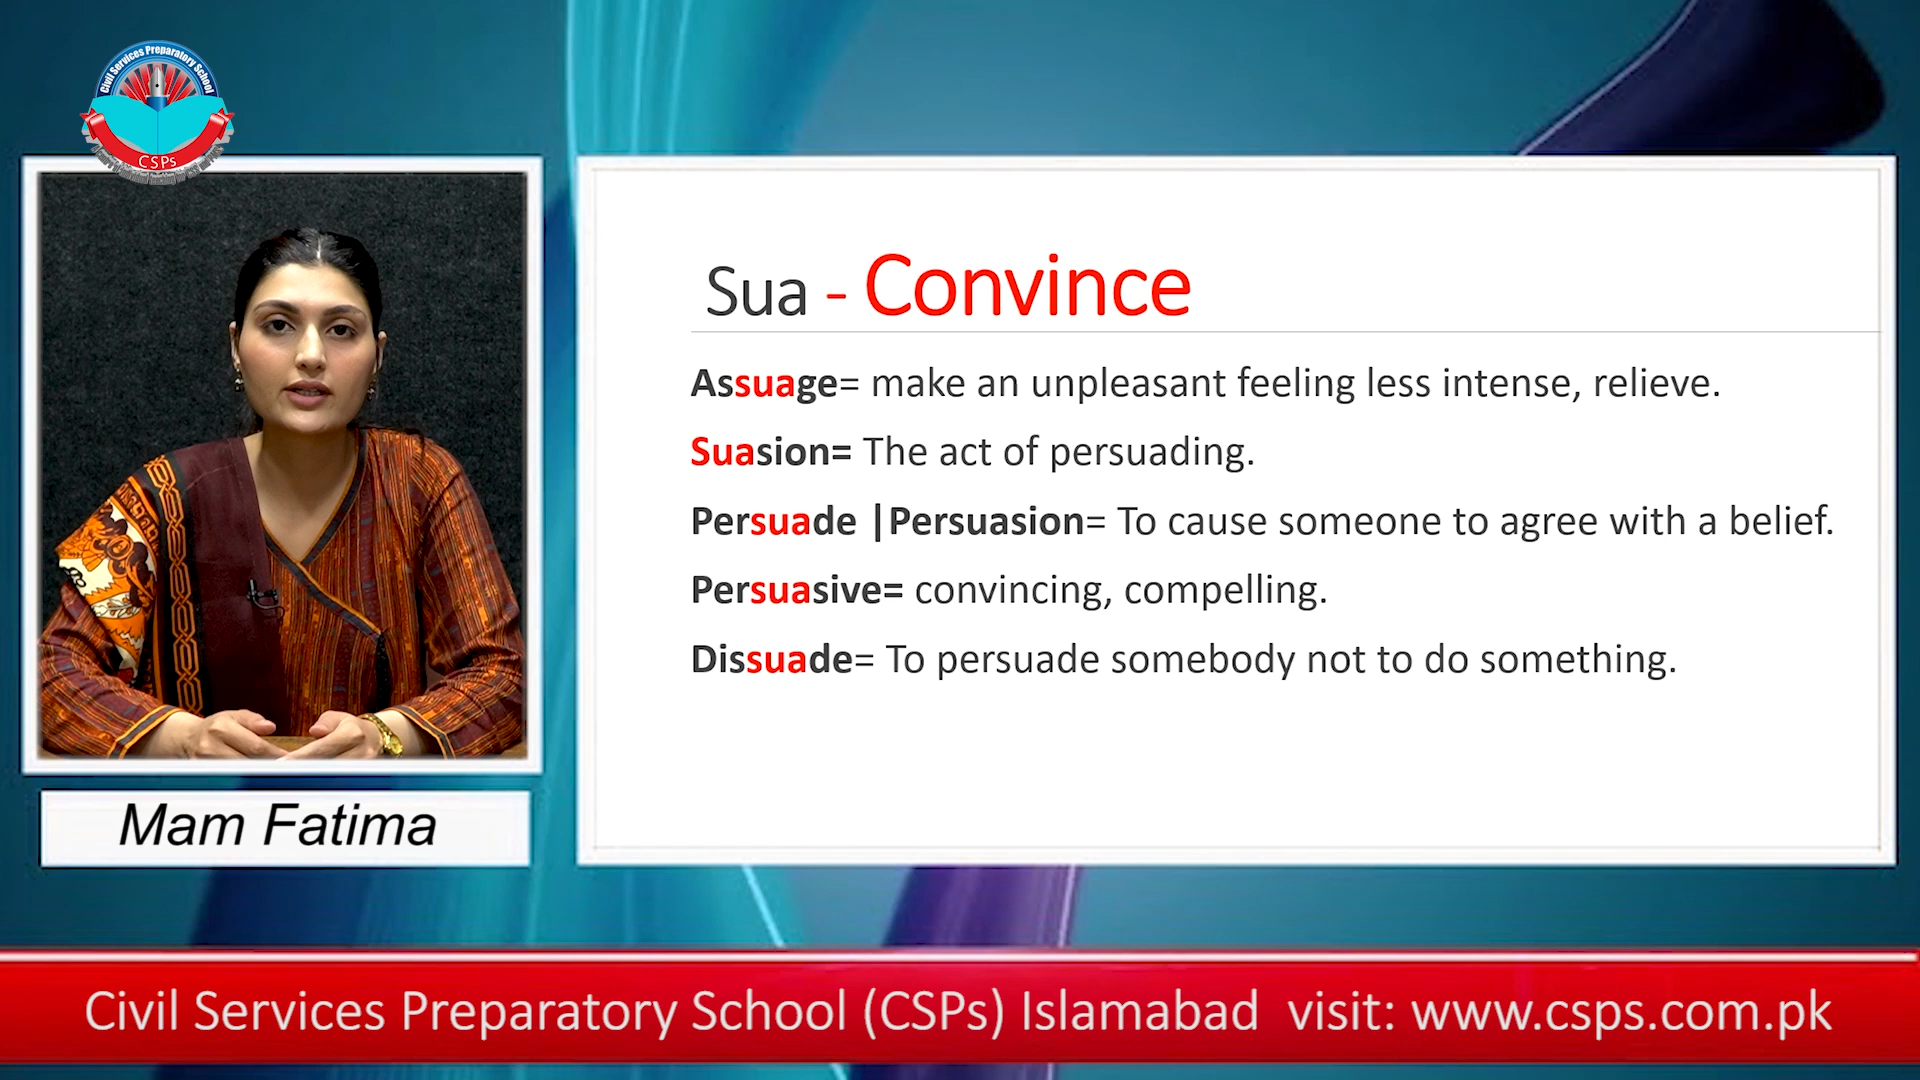 Civil Services Preparatory School
CSPs
Sua - Convince
Assuage= make an unpleasant feeling less intense, relieve.
Suasion= The act of persuading.
Persuade |Persuasion= To cause someone to agree with a belief.
Persuasive= convincing, compelling.
Dissuade= To persuade somebody not to do something.
Mam Fatima
Civil Services Preparatory School (CSPs) Islamabad visit: www.csps.com.pk